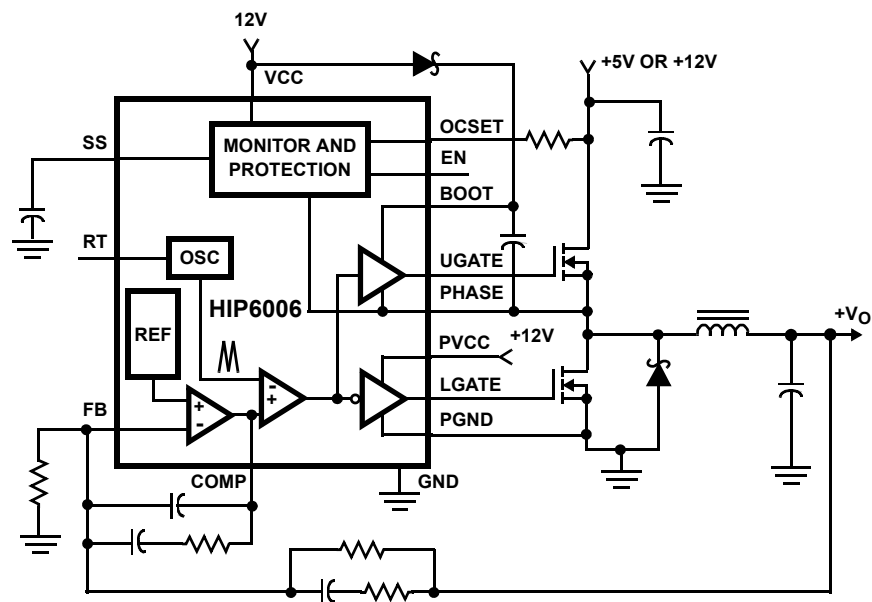 12V
VCC
+5V OR +12V
SS
MONITOR AND
PROTECTION
OCSET
EN
BOOT
RT
OSC
UGATE
HIP6006
PHASE
REF
+12V
+VO
PVCC
- +
LGATE
FB
+ -
PGND
COMP
GND